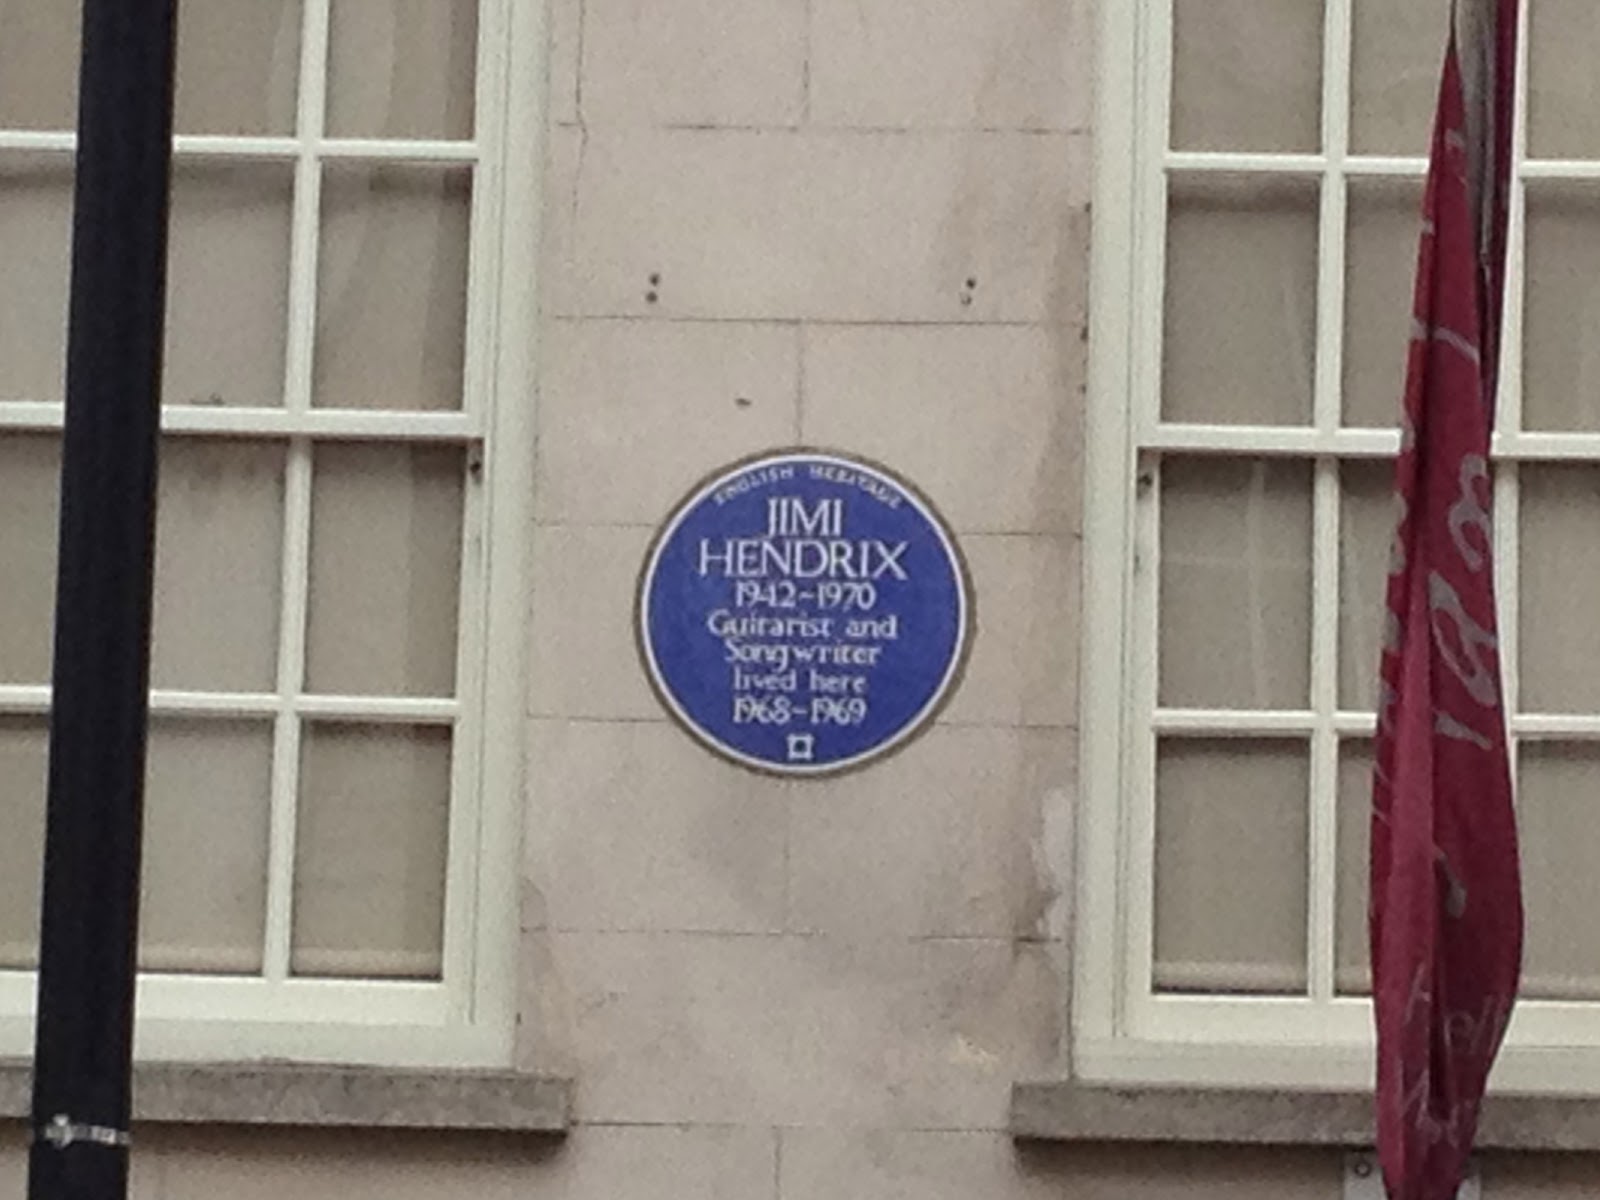 ENGLISH HERITAGE
JIMI
HENDRIX
1942~1970
Guitarist and
Songwriter
lived here
1968~1969